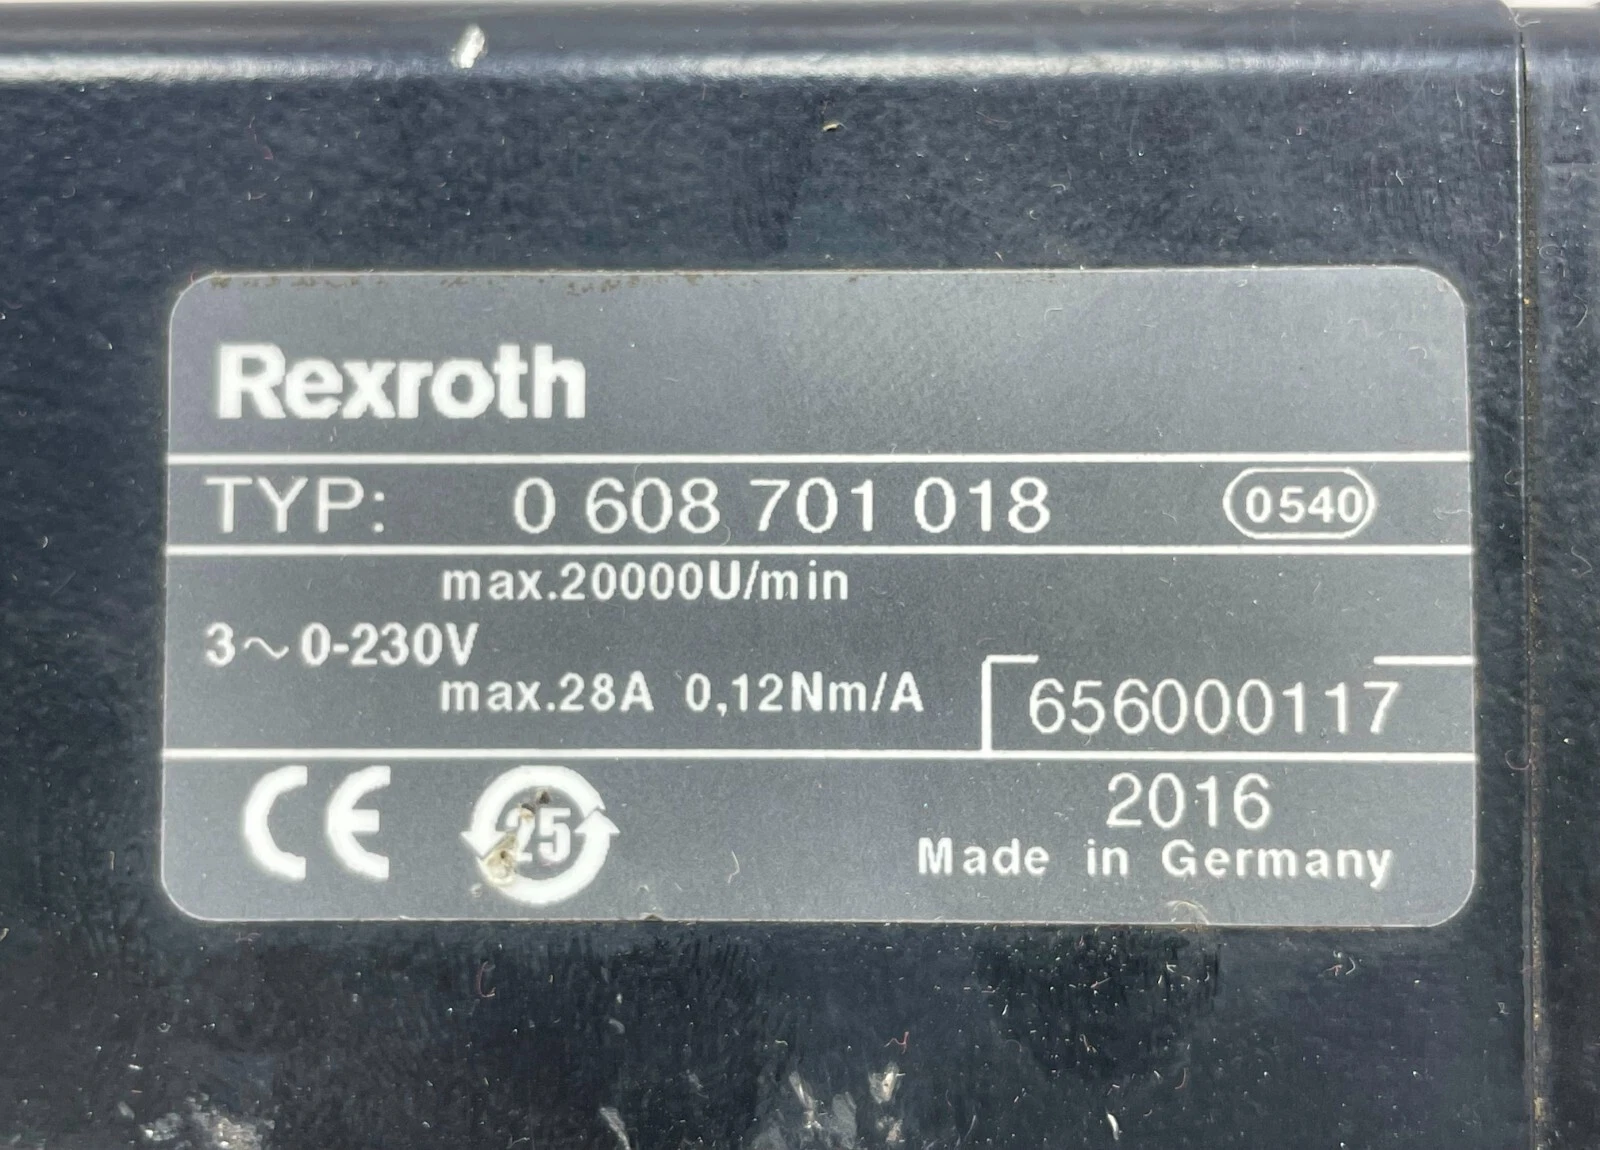 Rexroth
TYP: 0 608 701 018 0540
max.20000U/min
3~0-230V
max.28A 0,12Nm/A
656000117
CE 25 2016
Made in Germany